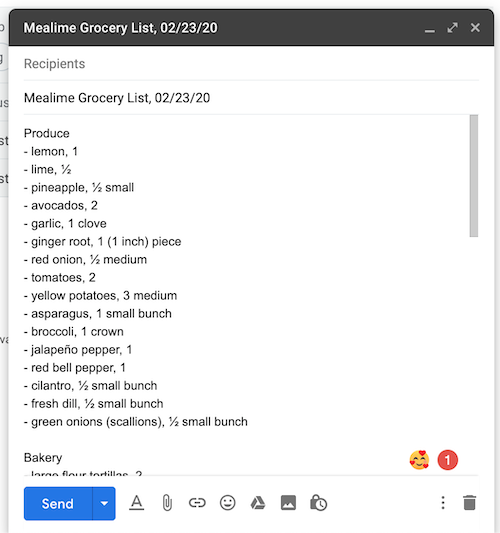 Mealime Grocery List, 02/23/20
Recipients
Mealime Grocery List, 02/23/20
Produce
- lemon, 1
- lime, ½
- pineapple, ½ small
- avocados, 2
- garlic, 1 clove
- ginger root, 1 (1 inch) piece
- red onion, ½ medium
- tomatoes, 2
- yellow potatoes, 3 medium
- asparagus, 1 small bunch
- broccoli, 1 crown
- jalapeño pepper, 1
- red bell pepper, 1
- cilantro, ½ small bunch
- fresh dill, ½ small bunch
- green onions (scallions), ½ small bunch
Bakery
- large flour tortillas, 2
1
Send